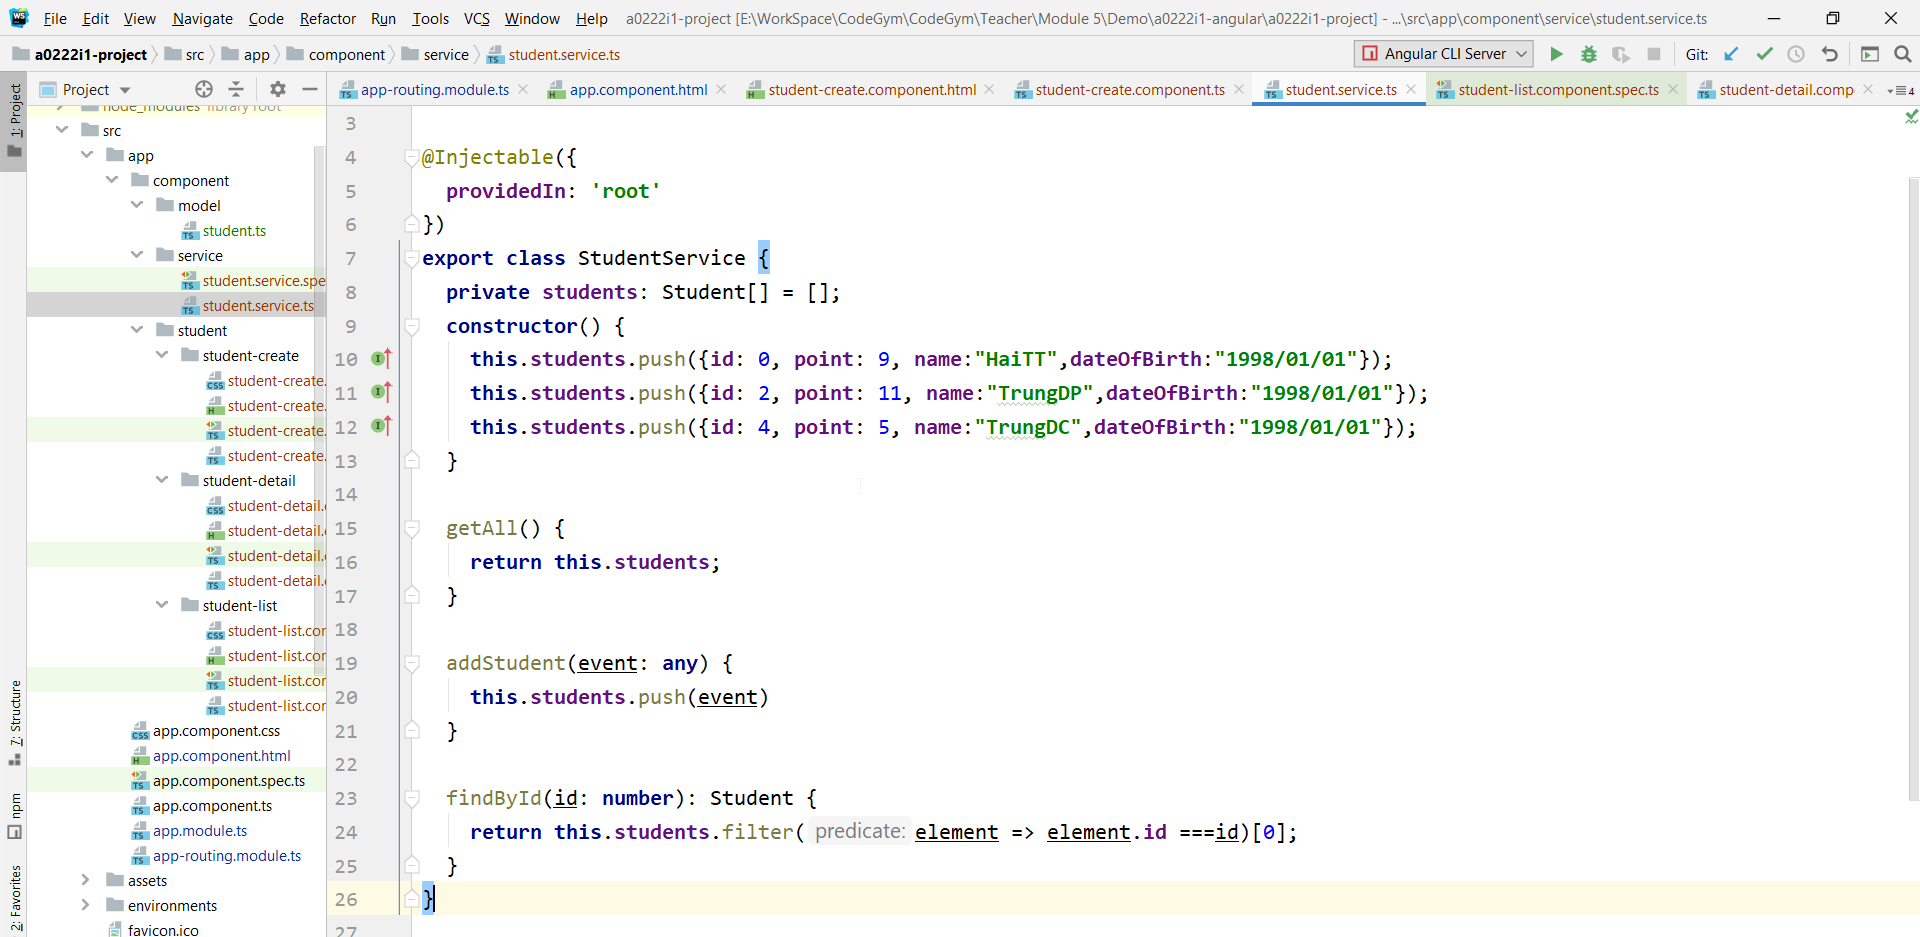 WS File Edit View Navigate Code Refactor Run Tools VCS Window Help a0222i1-project [E:\WorkSpace\CodeGym\CodeGym\Teacher\Module 5\Demo\a0222i1-angular\a0222i1-project] - ...\src\app\component\service\student.service.ts
a0222i1-project src app component service student.service.ts Angular CLI Server Git:
Project app-routing.module.ts app.component.html student-create.component.html student-create.component.ts student.service.ts student-list.component.spec.ts student-detail.comp 4
1: Project
7: Structure
npm
2: Favorites
node_modules library root
src
app
component
model
student.ts
service
student.service.spe
student.service.ts
student
student-create
student-create.
student-create.
student-create.
student-create.
student-detail
student-detail.
student-detail.
student-detail.
student-detail.
student-list
student-list.cor
student-list.cor
student-list.cor
student-list.cor
app.component.css
app.component.html
app.component.spec.ts
app.component.ts
app.module.ts
app-routing.module.ts
assets
environments
favicon.ico
3
4 @Injectable({
5 providedIn: 'root'
6 })
7 export class StudentService {
8 private students: Student[] = [];
9 constructor() {
10 this.students.push({id: 0, point: 9, name:"HaiTT",dateOfBirth:"1998/01/01"});
11 this.students.push({id: 2, point: 11, name:"TrungDP",dateOfBirth:"1998/01/01"});
12 this.students.push({id: 4, point: 5, name:"TrungDC",dateOfBirth:"1998/01/01"});
13 }
14
15 getAll() {
16 return this.students;
17 }
18
19 addStudent(event: any) {
20 this.students.push(event)
21 }
22
23 findById(id: number): Student {
24 return this.students.filter( predicate: element => element.id ===id)[0];
25 }
26 }
27